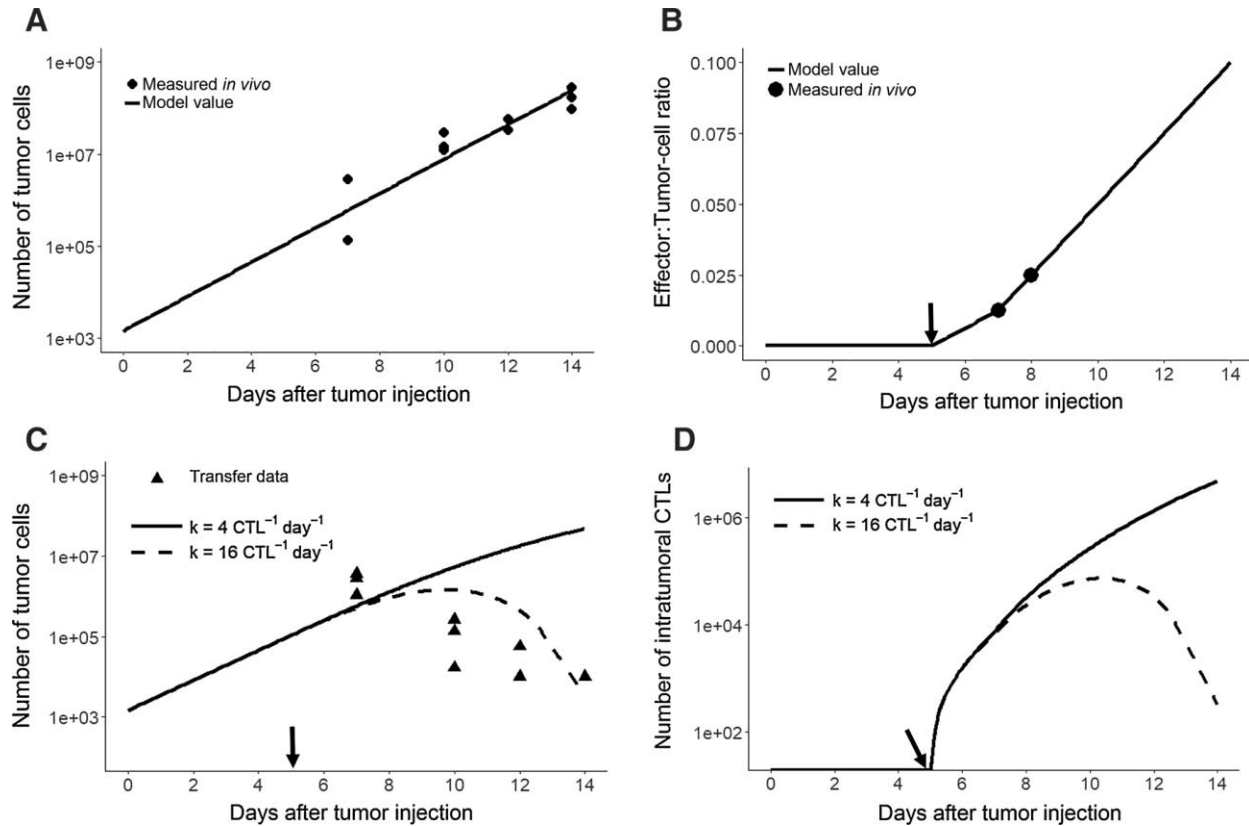 A
Number of tumor cells
1e+09
1e+07
1e+05
1e+03
Measured in vivo
Model value
0 2 4 6 8 10 12 14
Days after tumor injection
B
Effector:Tumor-cell ratio
0.100
0.075
0.050
0.025
0.000
Model value
Measured in vivo
0 2 4 6 8 10 12 14
Days after tumor injection
C
Number of tumor cells
1e+09
1e+07
1e+05
1e+03
Transfer data
k = 4 CTL⁻¹ day⁻¹
k = 16 CTL⁻¹ day⁻¹
0 2 4 6 8 10 12 14
Days after tumor injection
D
Number of intratumoral CTLs
1e+06
1e+04
1e+02
k = 4 CTL⁻¹ day⁻¹
k = 16 CTL⁻¹ day⁻¹
0 2 4 6 8 10 12 14
Days after tumor injection